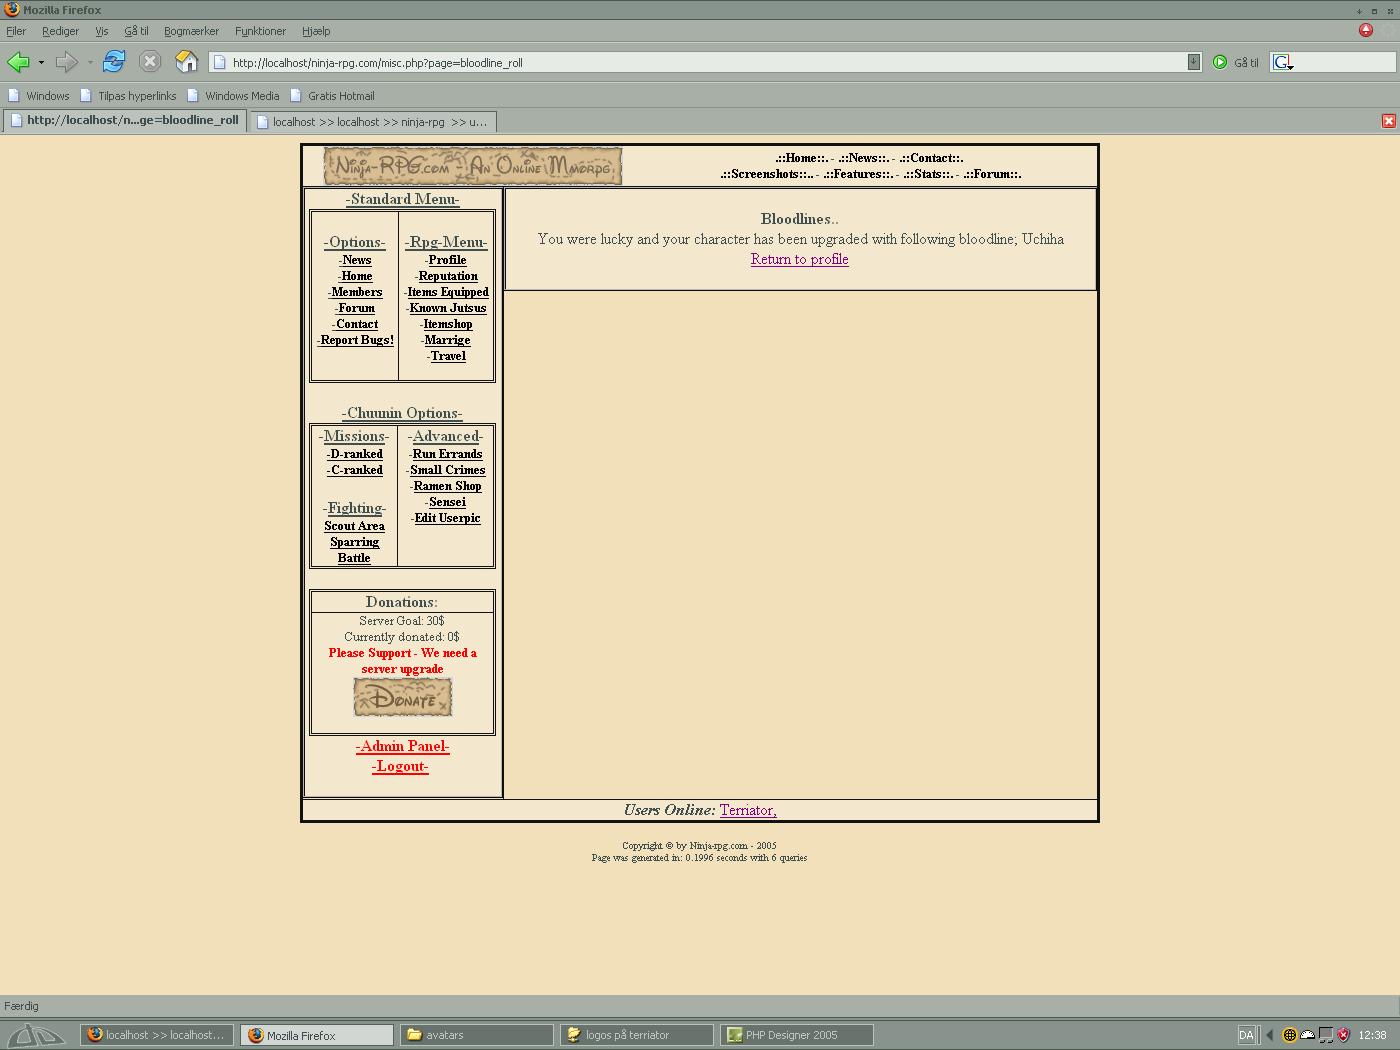 Mozilla Firefox
Filer Rediger Vis Gå til Bogmærker Funktioner Hjælp
http://localhost/ninja-rpg.com/misc.php?page=bloodline_roll Gå til G
Windows Tilpas hyperlinks Windows Media Gratis Hotmail
http://localhost/n...ge=bloodline_roll localhost >> localhost >> ninja-rpg >> u...
Ninja-RPG.com - An Online Mmorpg.
.::Home::. - .::News::. - .::Contact::.
.::Screenshots::.. - .::Features::. - .::Stats::. - .::Forum::.
-Standard Menu-
-Options-
-News
-Home
-Members
-Forum
-Contact
-Report Bugs!
-Rpg-Menu-
-Profile
-Reputation
-Items Equipped
-Known Jutsus
-Itemshop
-Marrige
-Travel
-Chuunin Options-
-Missions-
-D-ranked
-C-ranked
-Fighting-
Scout Area
Sparring
Battle
-Advanced-
-Run Errands
-Small Crimes
-Ramen Shop
-Sensei
-Edit Userpic
Donations:
Server Goal: 30$
Currently donated: 0$
Please Support - We need a
server upgrade
Donate
-Admin Panel-
-Logout-
Bloodlines..
You were lucky and your character has been upgraded with following bloodline; Uchiha
Return to profile
Users Online: Terriator,
Copyright © by Ninja-rpg.com - 2005
Page was generated in: 0.1996 seconds with 6 queries
Færdig
localhost >> localhost... Mozilla Firefox avatars logos på terriator PHP Designer 2005 DA 12:38